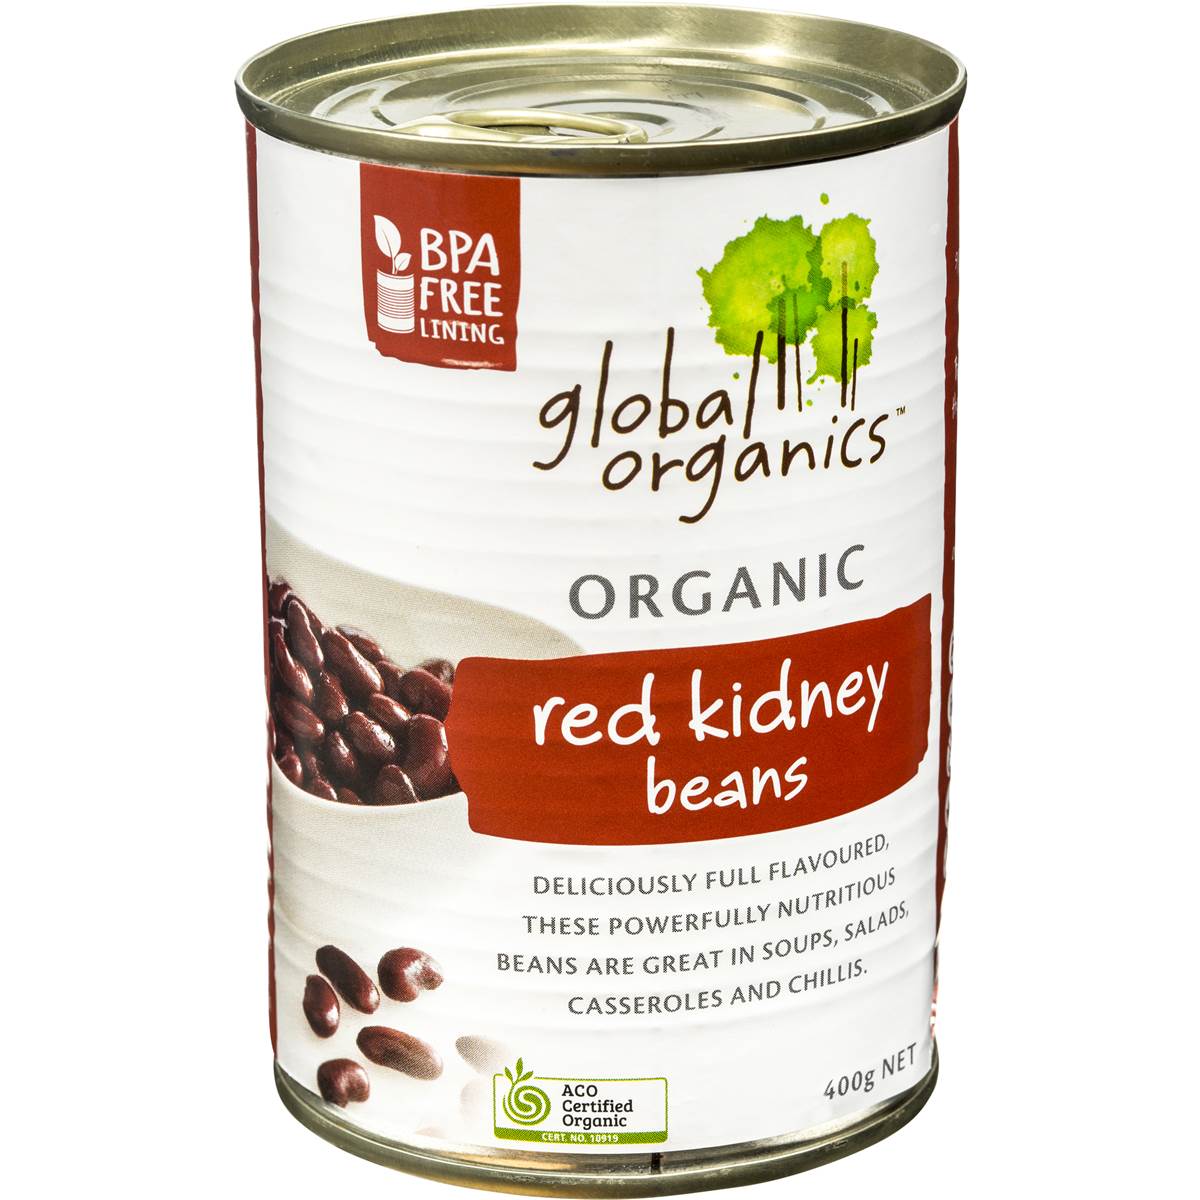 BPA
FREE
LINING
global
organics™
ORGANIC
red kidney
beans
DELICIOUSLY FULL FLAVOURED,
THESE POWERFULLY NUTRITIOUS
BEANS ARE GREAT IN SOUPS, SALADS,
CASSEROLES AND CHILLIS.
400g NET
ACO
Certified
Organic
CERT. NO. 10919